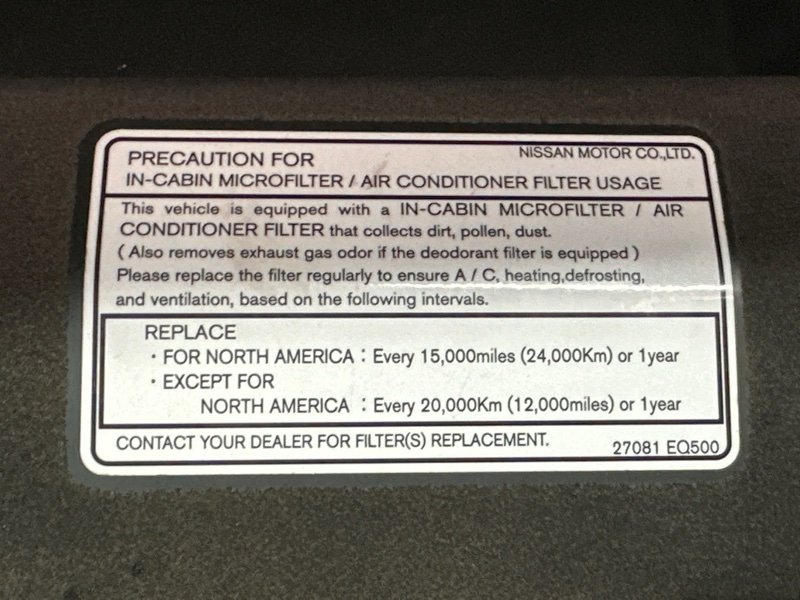 PRECAUTION FOR NISSAN MOTOR CO.,LTD.
IN-CABIN MICROFILTER / AIR CONDITIONER FILTER USAGE
This vehicle is equipped with a IN-CABIN MICROFILTER / AIR
CONDITIONER FILTER that collects dirt, pollen, dust.
( Also removes exhaust gas odor if the deodorant filter is equipped )
Please replace the filter regularly to ensure A / C, heating,defrosting,
and ventilation, based on the following intervals.
REPLACE
・FOR NORTH AMERICA : Every 15,000miles (24,000Km) or 1year
・EXCEPT FOR
NORTH AMERICA : Every 20,000Km (12,000miles) or 1year
CONTACT YOUR DEALER FOR FILTER(S) REPLACEMENT. 27081 EQ500